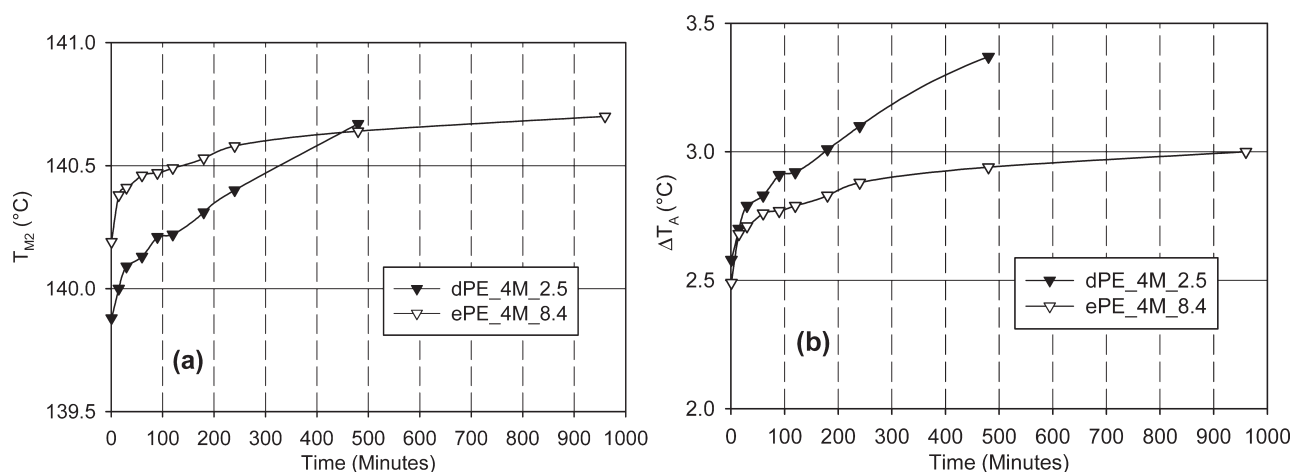 141.0
140.5
140.0
139.5
T_M2 (°C)
0 100 200 300 400 500 600 700 800 900 1000
Time (Minutes)
dPE_4M_2.5
ePE_4M_8.4
(a)
3.5
3.0
2.5
2.0
ΔT_A (°C)
0 100 200 300 400 500 600 700 800 900 1000
Time (Minutes)
dPE_4M_2.5
ePE_4M_8.4
(b)